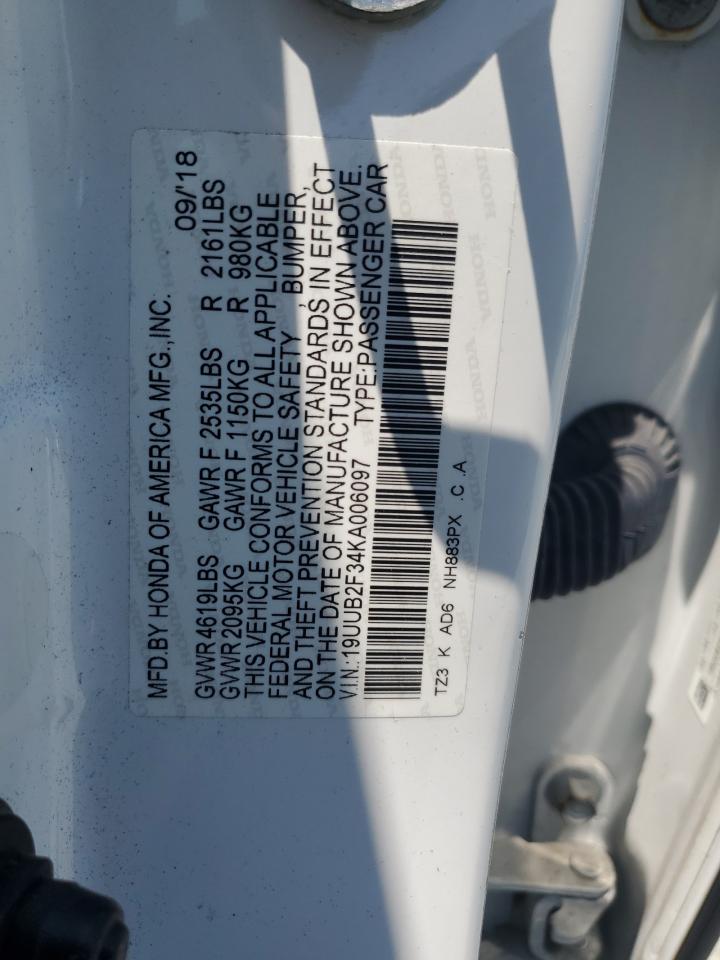 MFD.BY HONDA OF AMERICA MFG.,INC. 09/'18
GVWR4619LBS GAWR F 2535LBS R 2161LBS
GVWR2095KG GAWR F 1150KG R 980KG
THIS VEHICLE CONFORMS TO ALL APPLICABLE
FEDERAL MOTOR VEHICLE SAFETY , BUMPER,
AND THEFT PREVENTION STANDARDS IN EFFECT
ON THE DATE OF MANUFACTURE SHOWN ABOVE.
V.I.N.:19UUB2F34KA006097 TYPE:PASSENGER CAR
TZ3 K AD6 NH883PX .C .A